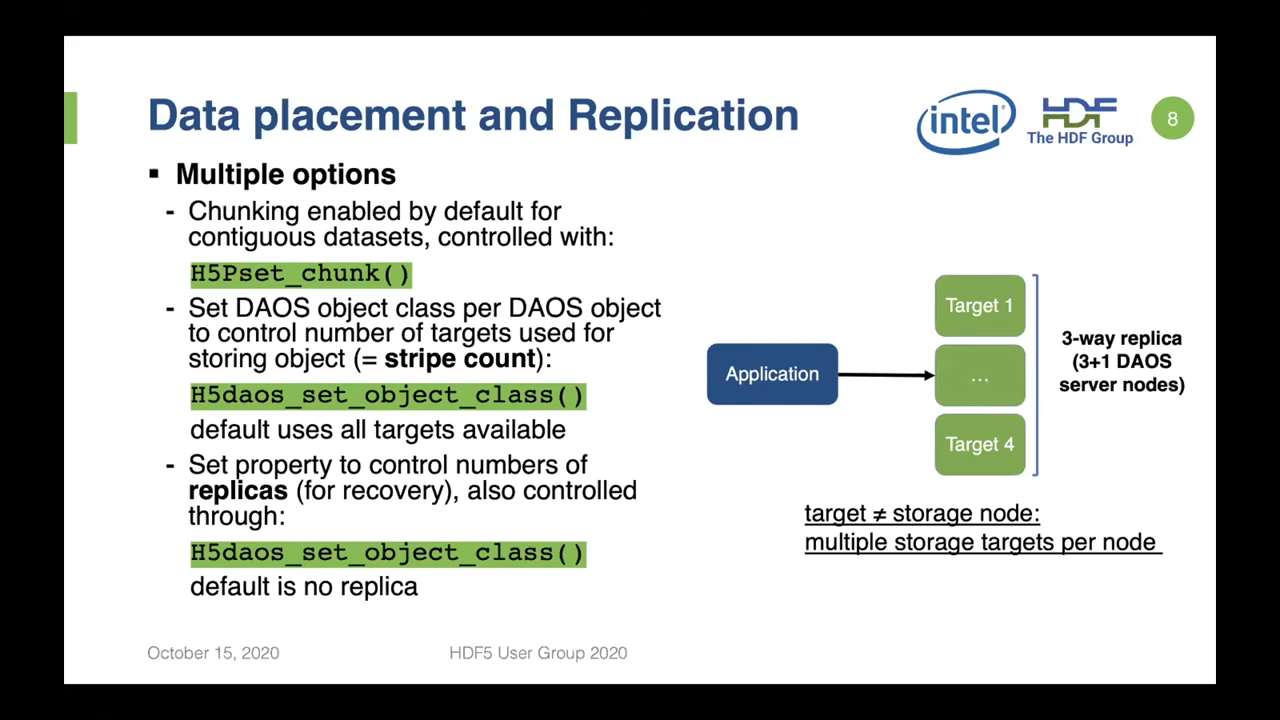 Data placement and Replication
intel
HDF
The HDF Group
8
▪ Multiple options
- Chunking enabled by default for
contiguous datasets, controlled with:
H5Pset_chunk()
- Set DAOS object class per DAOS object
to control number of targets used for
storing object (= stripe count):
H5daos_set_object_class()
default uses all targets available
- Set property to control numbers of
replicas (for recovery), also controlled
through:
H5daos_set_object_class()
default is no replica
Application
Target 1
...
Target 4
3-way replica
(3+1 DAOS
server nodes)
target ≠ storage node:
multiple storage targets per node
October 15, 2020
HDF5 User Group 2020